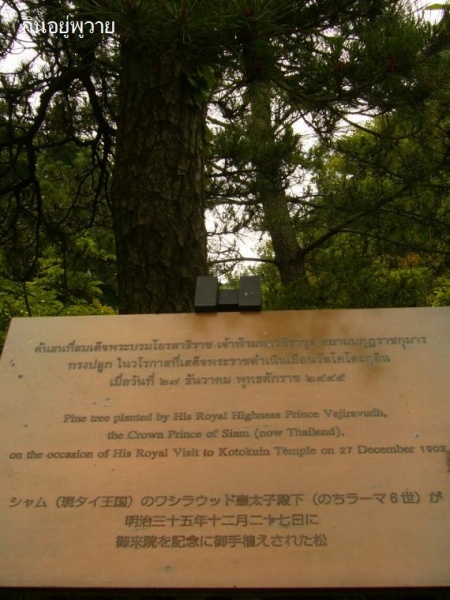 กินอยู่พูวาย
ต้นสนที่สมเด็จพระบรมโอรสาธิราช เจ้าฟ้ามหาวชิราวุธ สยามมกุฎราชกุมาร
ทรงปลูก ในวโรกาสที่เสด็จพระราชดำเนินเยือนวัดโคโตะกุอิน
เมื่อวันที่ ๒๗ ธันวาคม พุทธศักราช ๒๔๔๕
Pine tree planted by His Royal Highness Prince Vajiravudh,
the Crown Prince of Siam (now Thailand),
on the occasion of His Royal Visit to Kotokuin Temple on 27 December 1902
シャム（現タイ王国）のワシラウッド皇太子殿下（のちラーマ6世）が
明治三十五年十二月二十七日に
御来院を記念に御手植えされた松